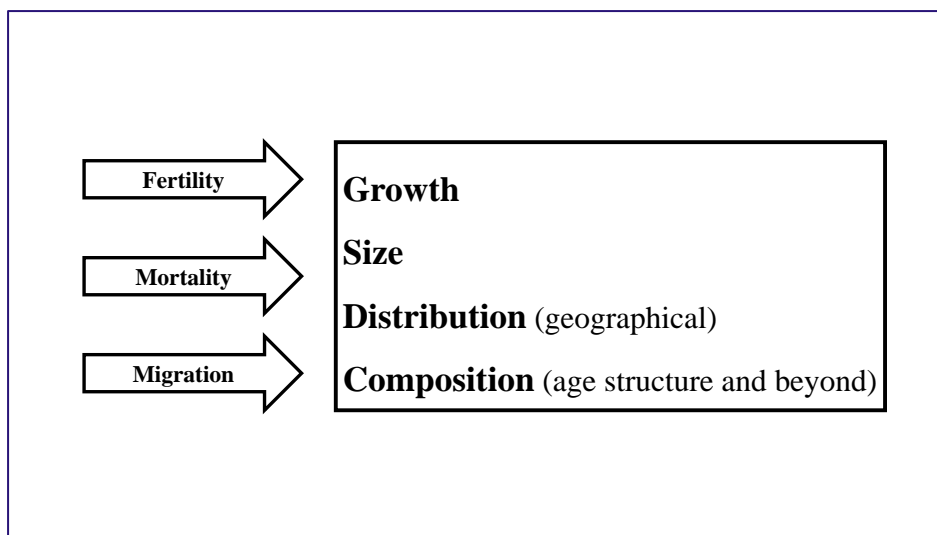 Fertility
Mortality
Migration
Growth
Size
Distribution (geographical)
Composition (age structure and beyond)